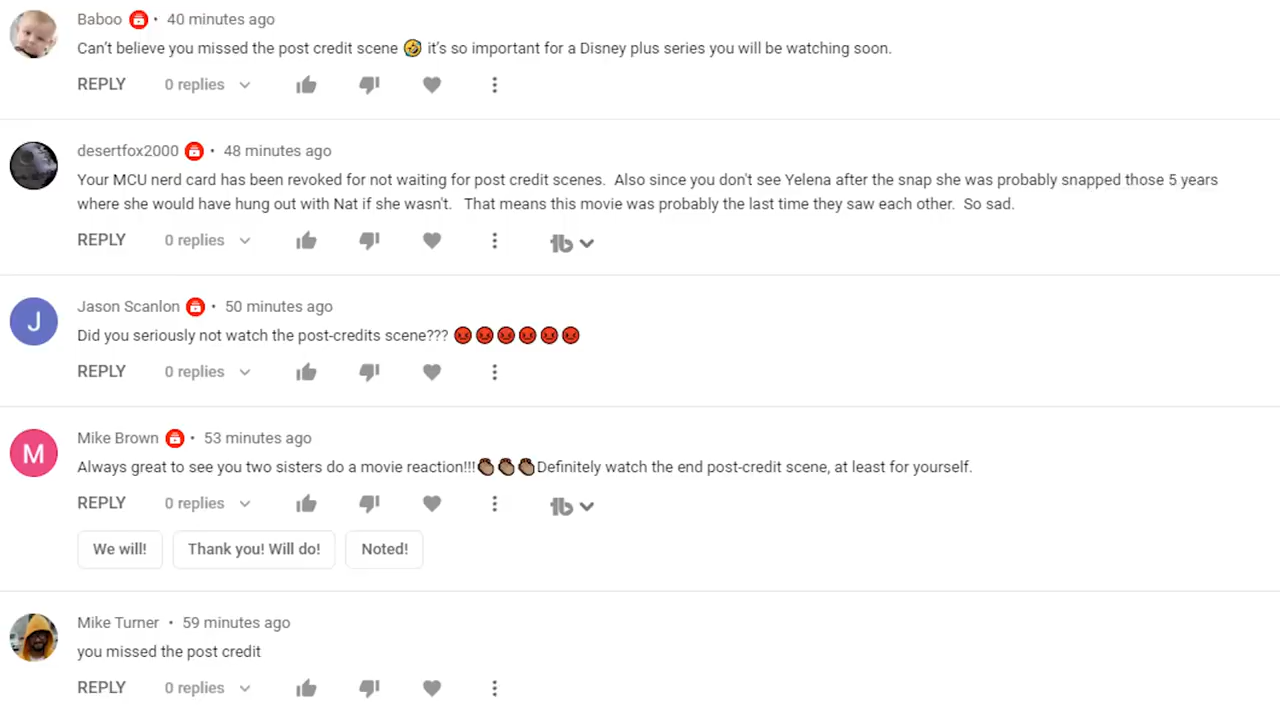 Baboo • 40 minutes ago
Can’t believe you missed the post credit scene 🤣 it’s so important for a Disney plus series you will be watching soon.
REPLY 0 replies
desertfox2000 • 48 minutes ago
Your MCU nerd card has been revoked for not waiting for post credit scenes. Also since you don't see Yelena after the snap she was probably snapped those 5 years
where she would have hung out with Nat if she wasn't. That means this movie was probably the last time they saw each other. So sad.
REPLY 0 replies tb
J
Jason Scanlon • 50 minutes ago
Did you seriously not watch the post-credits scene??? 😡😡😡😡😡😡
REPLY 0 replies
M
Mike Brown • 53 minutes ago
Always great to see you two sisters do a movie reaction!!!👏🏽👏🏽👏🏽Definitely watch the end post-credit scene, at least for yourself.
REPLY 0 replies tb
We will! Thank you! Will do! Noted!
Mike Turner • 59 minutes ago
you missed the post credit
REPLY 0 replies